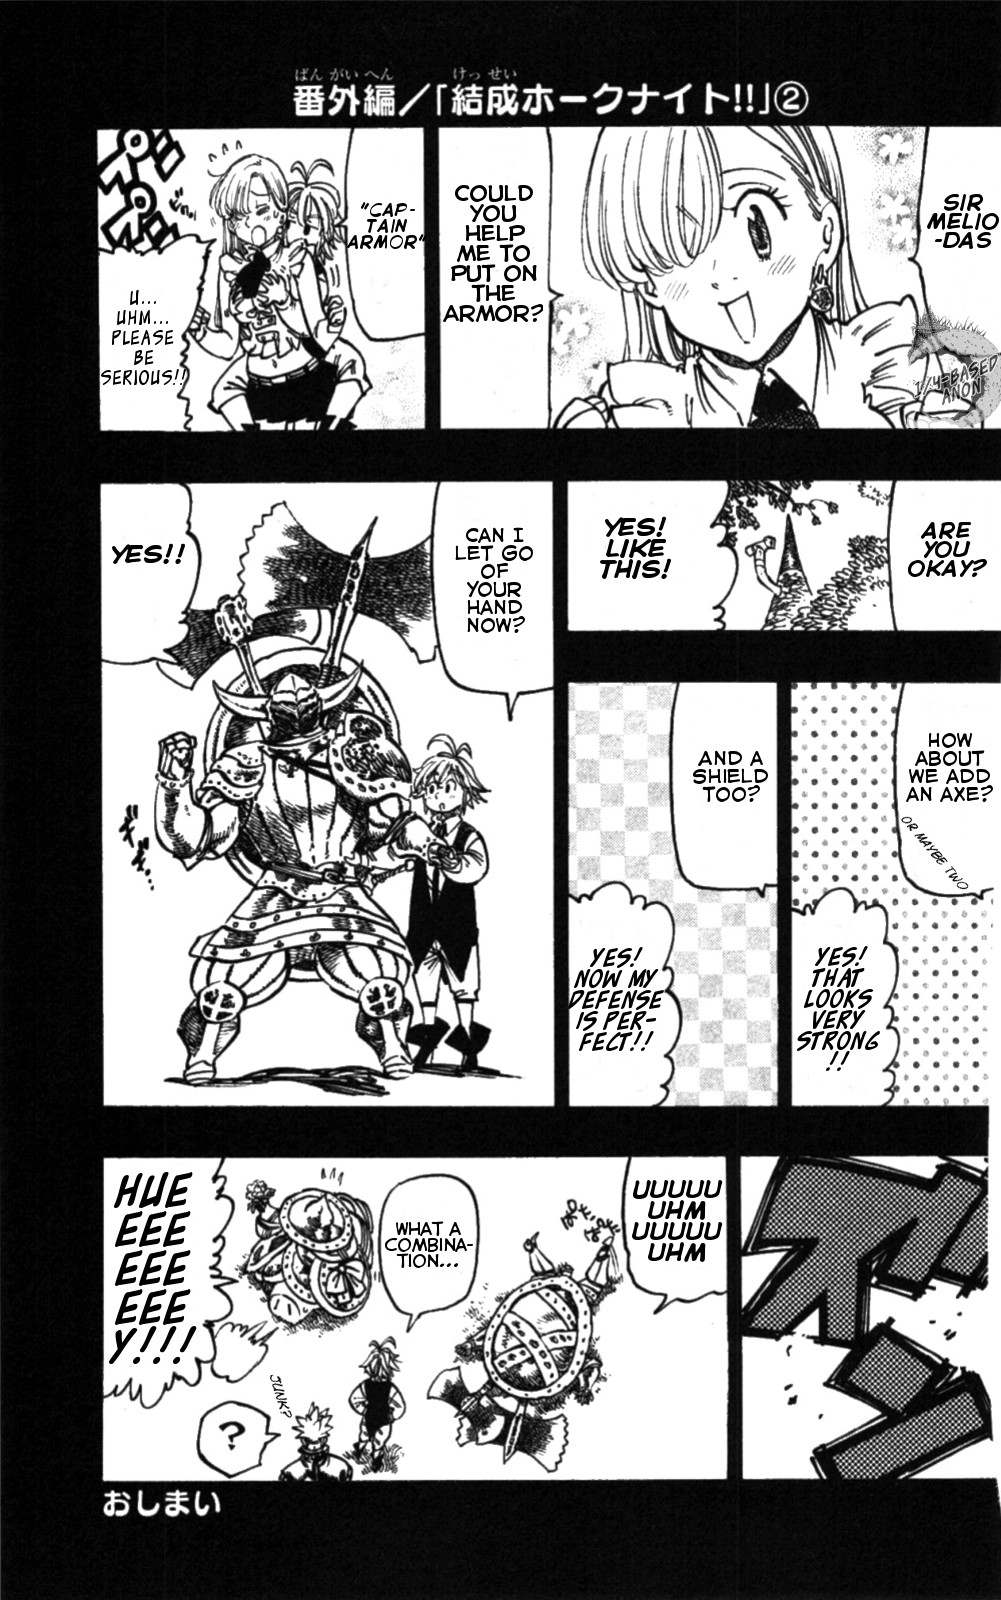 ばん がい へん けっ せい
番外編/「結成ホークナイト!!」②
SIR
MELIO
-DAS
COULD
YOU
HELP
ME TO
PUT ON
THE
ARMOR?
"CAP-
TAIN
ARMOR"
U...
UHM...
PLEASE
BE
SERIOUS!!
-BASED
ANON
ARE
YOU
OKAY?
YES!
LIKE
THIS!
HOW
ABOUT
WE ADD
AN AXE?
OR MAYBE TWO
YES!
THAT
LOOKS
VERY
STRONG
!!
AND A
SHIELD
TOO?
YES!
NOW MY
DEFENSE
IS PER-
FECT!!
CAN I
LET GO
OF
YOUR
HAND
NOW?
YES!!
UUUUU
UHM
UUUUU
UHM
WHAT A
COMBINA-
TION...
HUE
EEE
EEE
EEE
Y!!!
JUNK?
?
おしまい